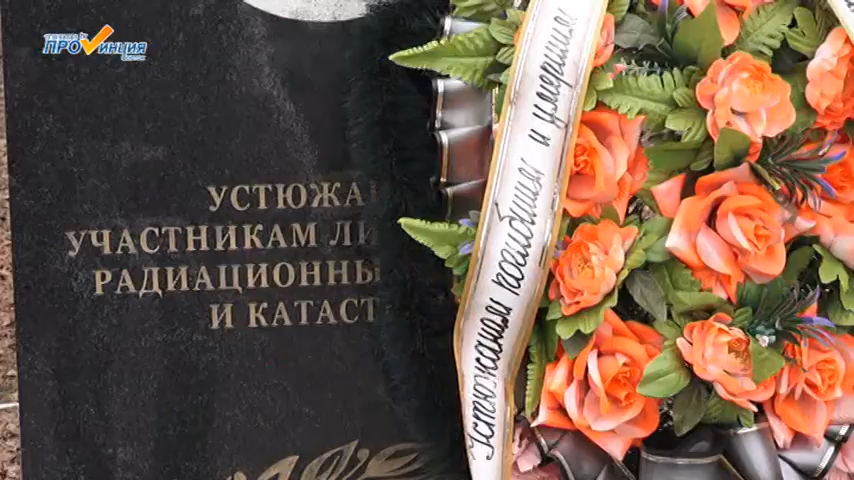 ПРОВИНЦИЯ
УСТЮЖА
УЧАСТНИКАМ ЛИ
РАДИАЦИОННЫ
И КАТАСТ
Устюжанам погибшим и умершим